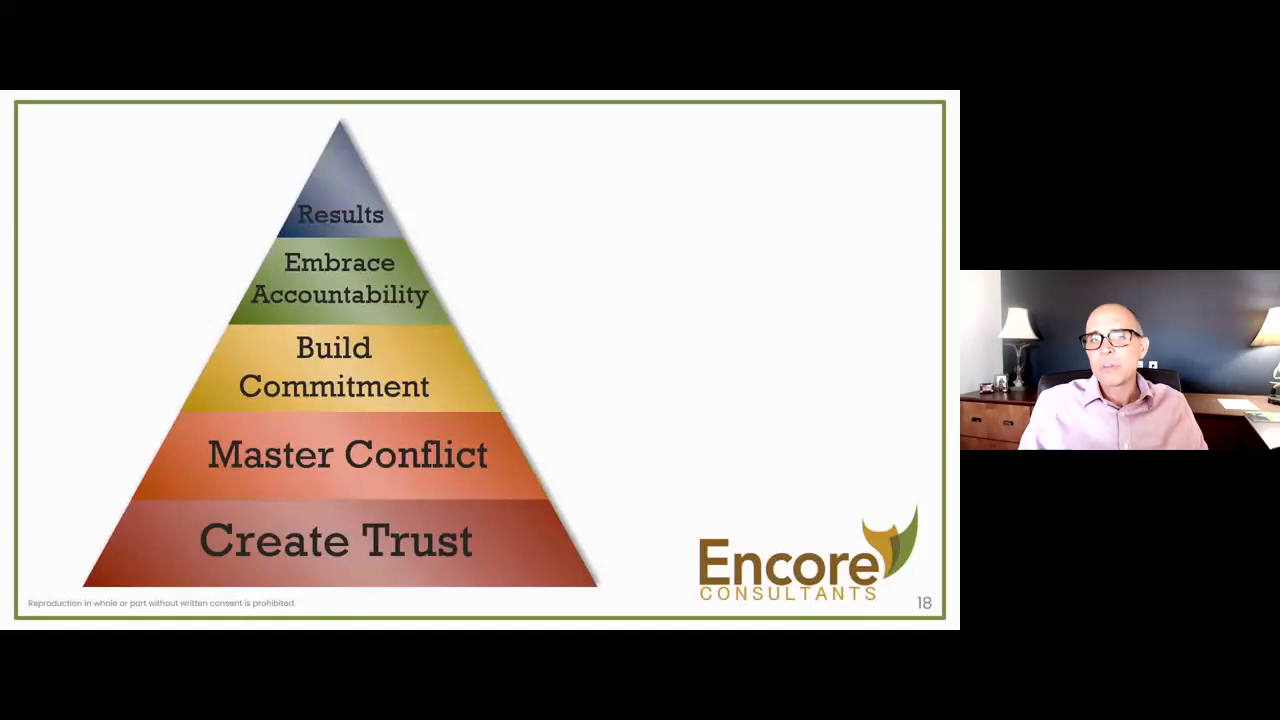 Results
Embrace
Accountability
Build
Commitment
Master Conflict
Create Trust
Encore
CONSULTANTS
Reproduction in whole or part without written consent is prohibited.
18